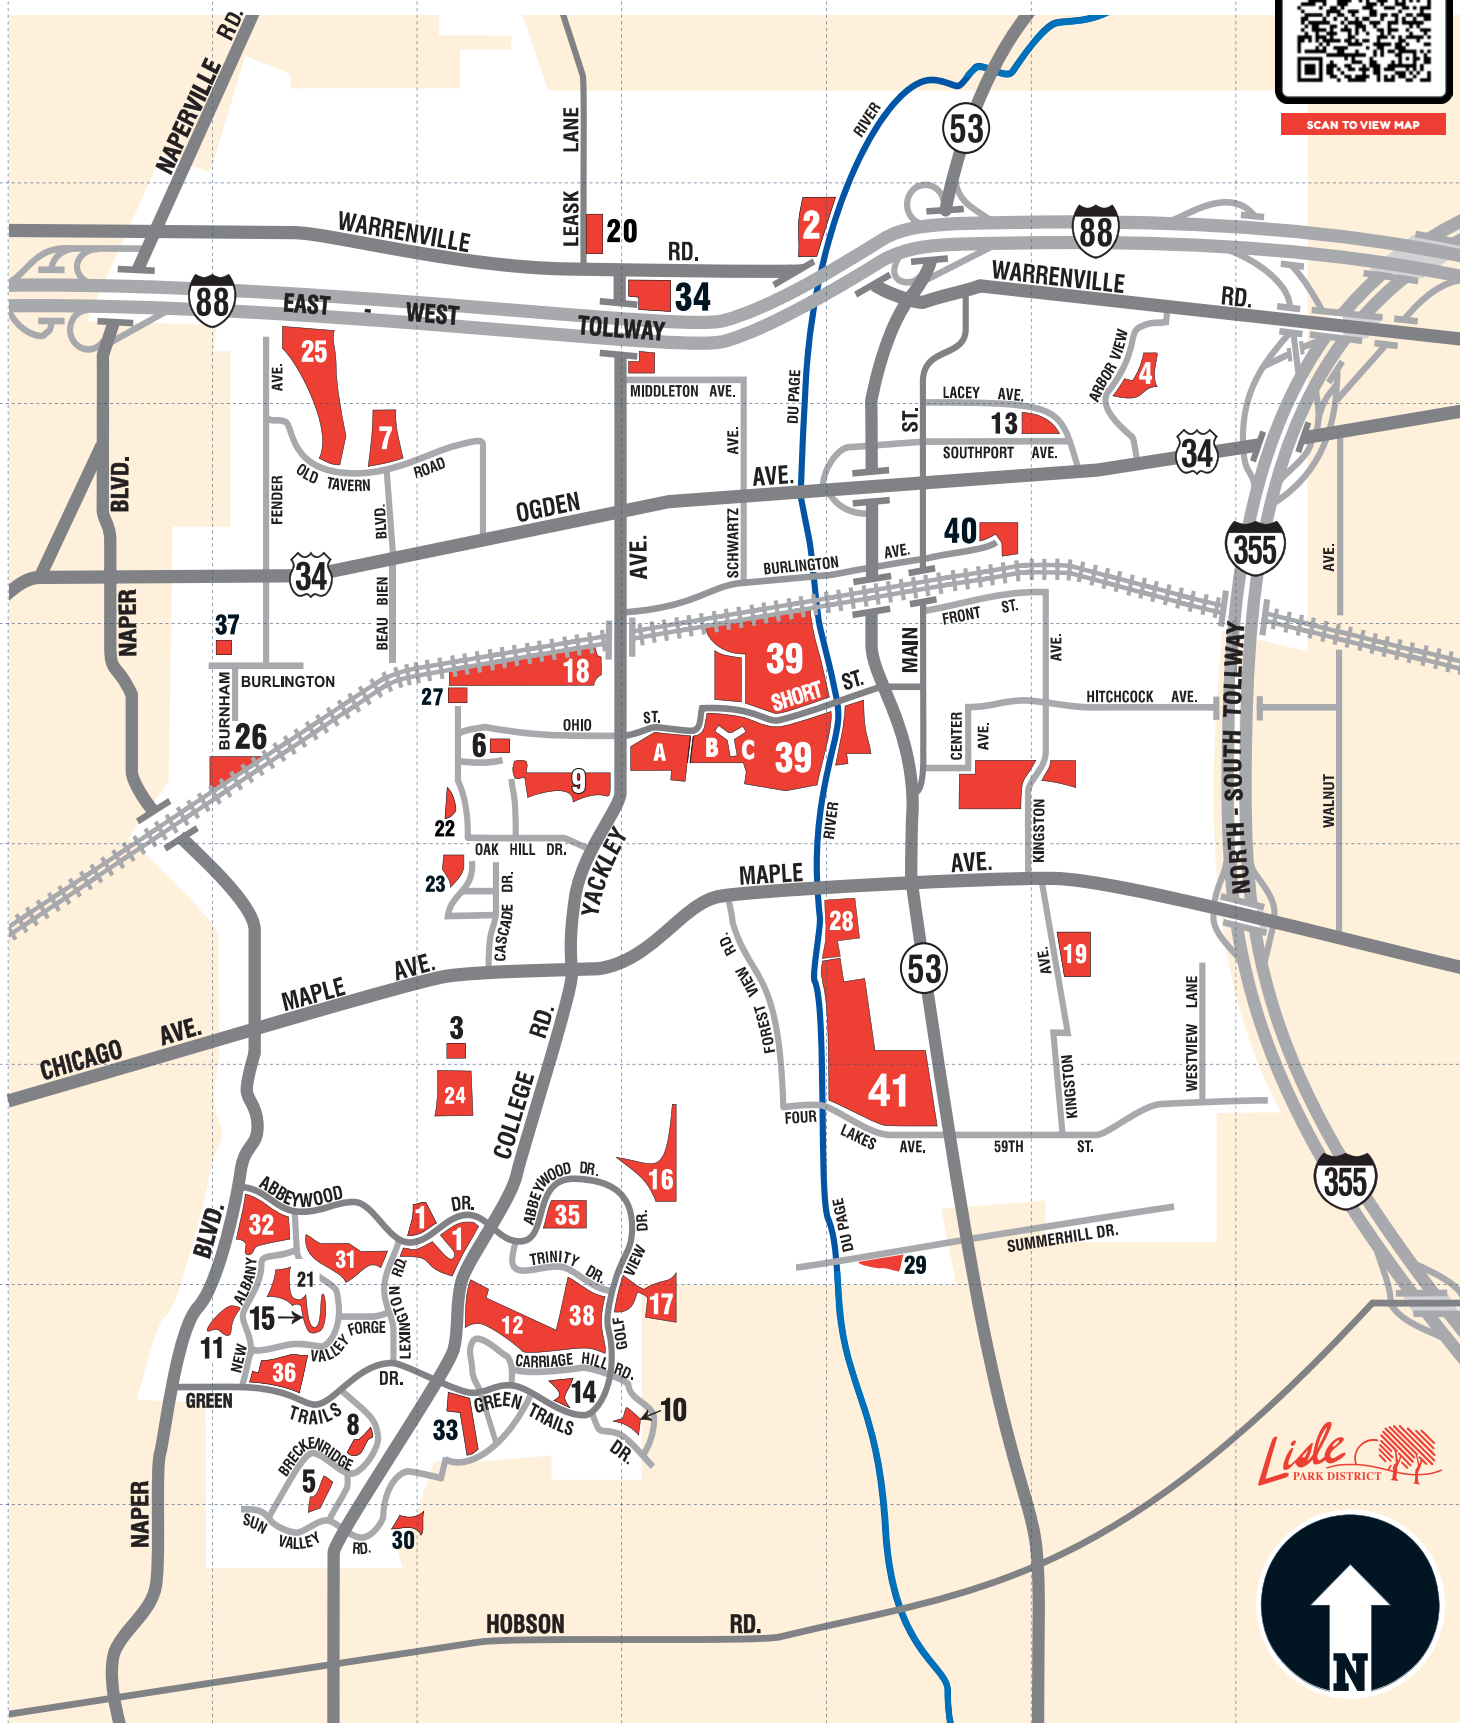 NAPERVILLE RD.
SCAN TO VIEW MAP
53
RIVER
LEASK LANE
WARRENVILLE RD.
20
2
88
88
34
WARRENVILLE RD.
EAST - WEST TOLLWAY
25
AVE.
7
MIDDLETON AVE.
DU PAGE
ARBOR VIEW
4
LACEY AVE.
13
SOUTHPORT AVE.
34
ST.
AVE.
OLD TAVERN ROAD
FENDER
BLVD.
BLVD.
OGDEN AVE.
SCHWARTZ
AVE.
40
355
AVE.
BURLINGTON AVE.
34
NAPER
BEAU BIEN
37
FRONT ST.
MAIN
AVE.
39
18
SHORT ST.
BURLINGTON
BURNHAM
27
HITCHCOCK AVE.
NORTH - SOUTH TOLLWAY
OHIO ST.
26
6
A
B
Y
C
39
CENTER AVE.
9
22
RIVER
KINGSTON
WALNUT
OAK HILL DR.
YACKLEY
23
MAPLE AVE.
CASCADE DR.
28
19
AVE.
53
FOREST VIEW RD.
MAPLE AVE.
WESTVIEW LANE
CHICAGO AVE.
3
COLLEGE RD.
24
41
KINGSTON
FOUR LAKES AVE.
59TH ST.
16
355
ABBEYWOOD DR.
ABBEYWOOD DR.
32
1
1
35
BLVD.
DU PAGE
SUMMERHILL DR.
31
TRINITY DR.
VIEW DR.
29
21
ALBANY
LEXINGTON RD.
17
15
12
38
11
FORGE
VALLEY
GOLF
NEW
36
CARRIAGE HILL RD.
GREEN TRAILS DR.
14
GREEN TRAILS DR.
10
8
33
BRECKENRIDGE
5
Lisle
PARK DISTRICT
NAPER
SUN VALLEY RD.
30
HOBSON RD.
N